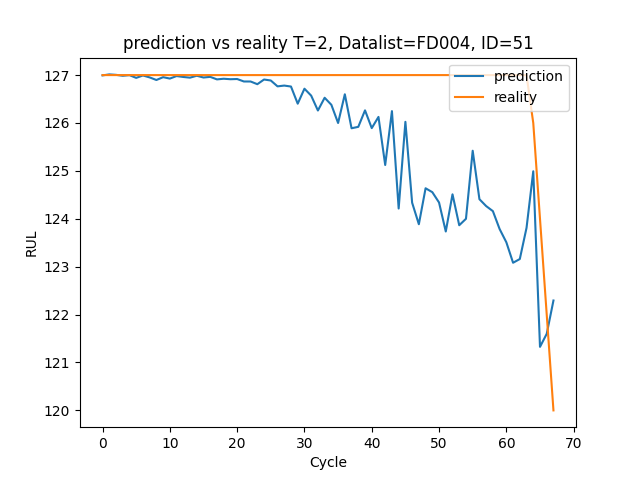 prediction vs reality T=2, Datalist=FD004, ID=51
prediction
reality
127
126
125
124
123
122
121
120
RUL
0 10 20 30 40 50 60 70
Cycle